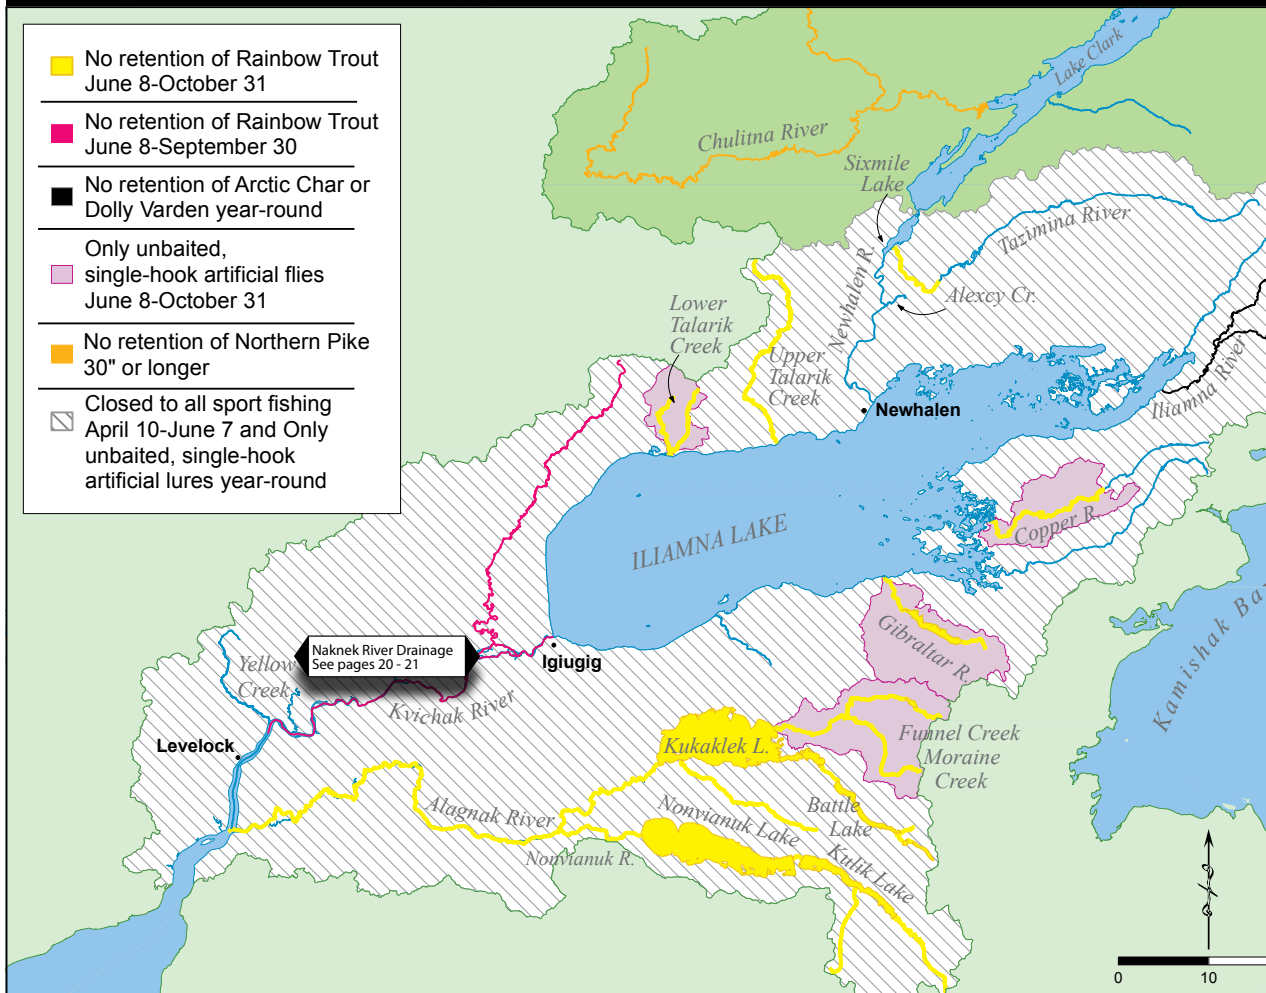 No retention of Rainbow Trout
June 8-October 31
No retention of Rainbow Trout
June 8-September 30
No retention of Arctic Char or
Dolly Varden year-round
Only unbaited,
single-hook artificial flies
June 8-October 31
No retention of Northern Pike
30" or longer
Closed to all sport fishing
April 10-June 7 and Only
unbaited, single-hook
artificial lures year-round
Lake Clark
Chulitna River
Sixmile
Lake
Tazimina River
Newhalen R.
Alexcy Cr.
Lower
Talarik
Creek
Upper
Talarik
Creek
Newhalen
Iliamna River
ILIAMNA LAKE
Copper R.
Gibraltar R.
Kamishak Ba
Naknek River Drainage
See pages 20 - 21
Igiugig
Yellow
Creek
Kvichak River
Levelock
Kukaklek L.
Funnel Creek
Moraine
Creek
Alagnak River
Nonvianuk Lake
Battle
Lake
Nonvianuk R.
Kulik Lake
0 10